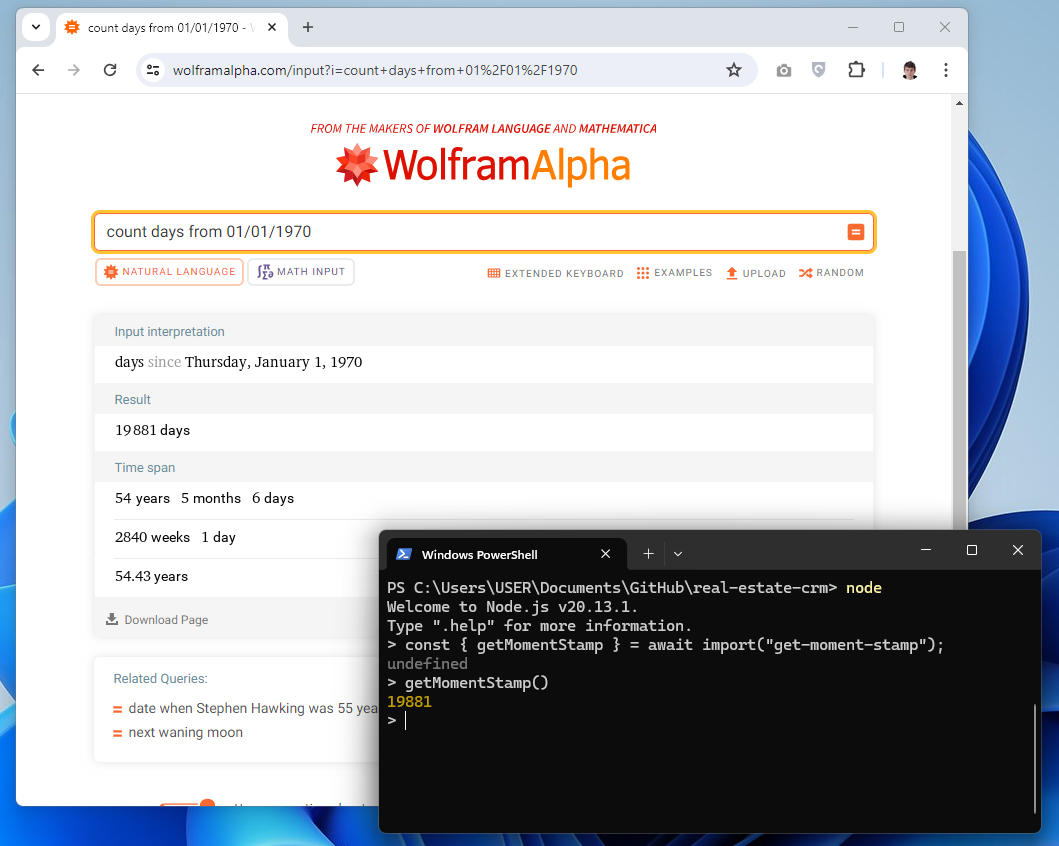 count days from 01/01/1970 -
wolframalpha.com/input?i=count+days+from+01%2F01%2F1970
FROM THE MAKERS OF WOLFRAM LANGUAGE AND MATHEMATICA
WolframAlpha
count days from 01/01/1970
NATURAL LANGUAGE MATH INPUT EXTENDED KEYBOARD EXAMPLES UPLOAD RANDOM
Input interpretation
days since Thursday, January 1, 1970
Result
19881 days
Time span
54 years 5 months 6 days
2840 weeks 1 day
54.43 years
Download Page
Related Queries:
date when Stephen Hawking was 55 yea
next waning moon
Windows PowerShell
PS C:\Users\USER\Documents\GitHub\real-estate-crm> node
Welcome to Node.js v20.13.1.
Type ".help" for more information.
> const { getMomentStamp } = await import("get-moment-stamp");
undefined
> getMomentStamp()
19881
>